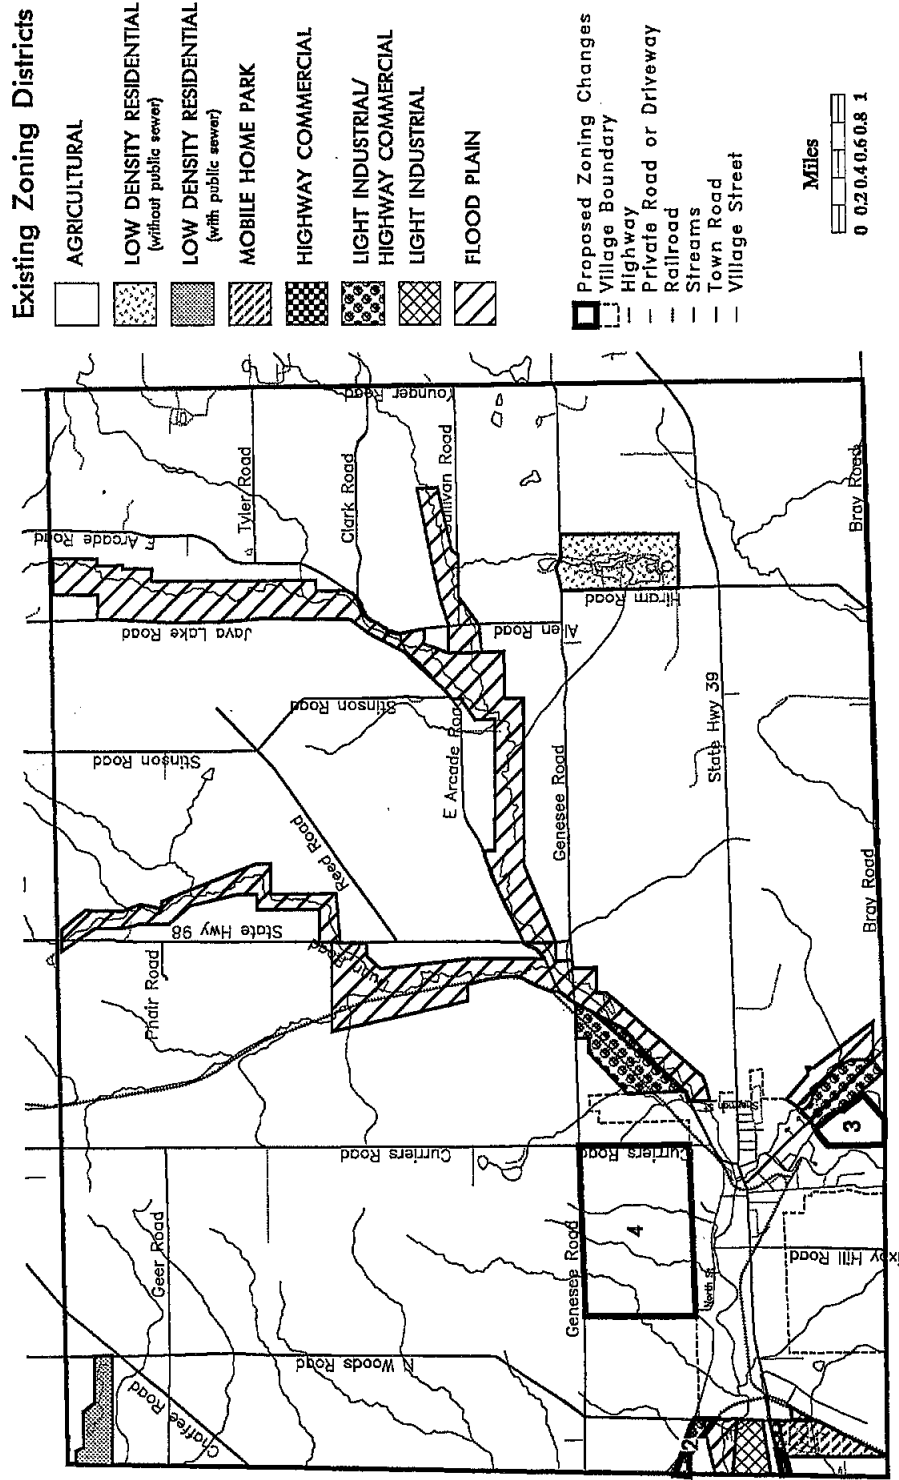 Existing Zoning Districts
AGRICULTURAL
LOW DENSITY RESIDENTIAL
(without public sewer)
LOW DENSITY RESIDENTIAL
(with public sewer)
MOBILE HOME PARK
HIGHWAY COMMERCIAL
LIGHT INDUSTRIAL/
HIGHWAY COMMERCIAL
LIGHT INDUSTRIAL
FLOOD PLAIN
Proposed Zoning Changes
Village Boundary
Highway
Private Road or Driveway
Railroad
Streams
Town Road
Village Street
Miles
0 0.2 0.4 0.6 0.8 1
E Arcade Road
Tyler Road
Clark Road
Younger Road
Sullivan Road
Java Lake Road
Allen Road
Hiram Road
Bray Road
Stinson Road
Stinson Road
E Arcade Road
Genesee Road
State Hwy 39
Reed Road
State Hwy 98
Phair Road
Bray Road
Curriers Road
Curriers Road
3
4
Geer Road
Genesee Road
North St
N Woods Road
Chaffee Road
2